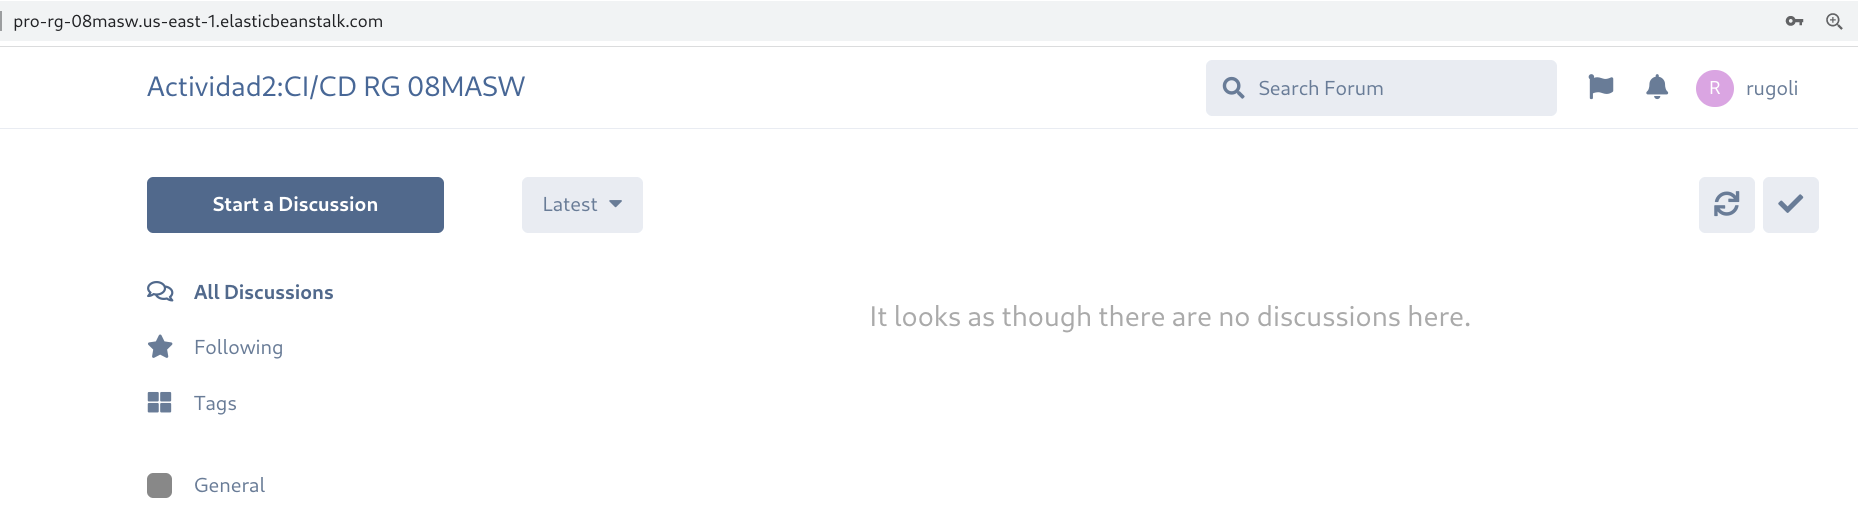 pro-rg-08masw.us-east-1.elasticbeanstalk.com
Actividad2:CI/CD RG 08MASW
Search Forum
R
rugoli
Start a Discussion
Latest
All Discussions
It looks as though there are no discussions here.
Following
Tags
General